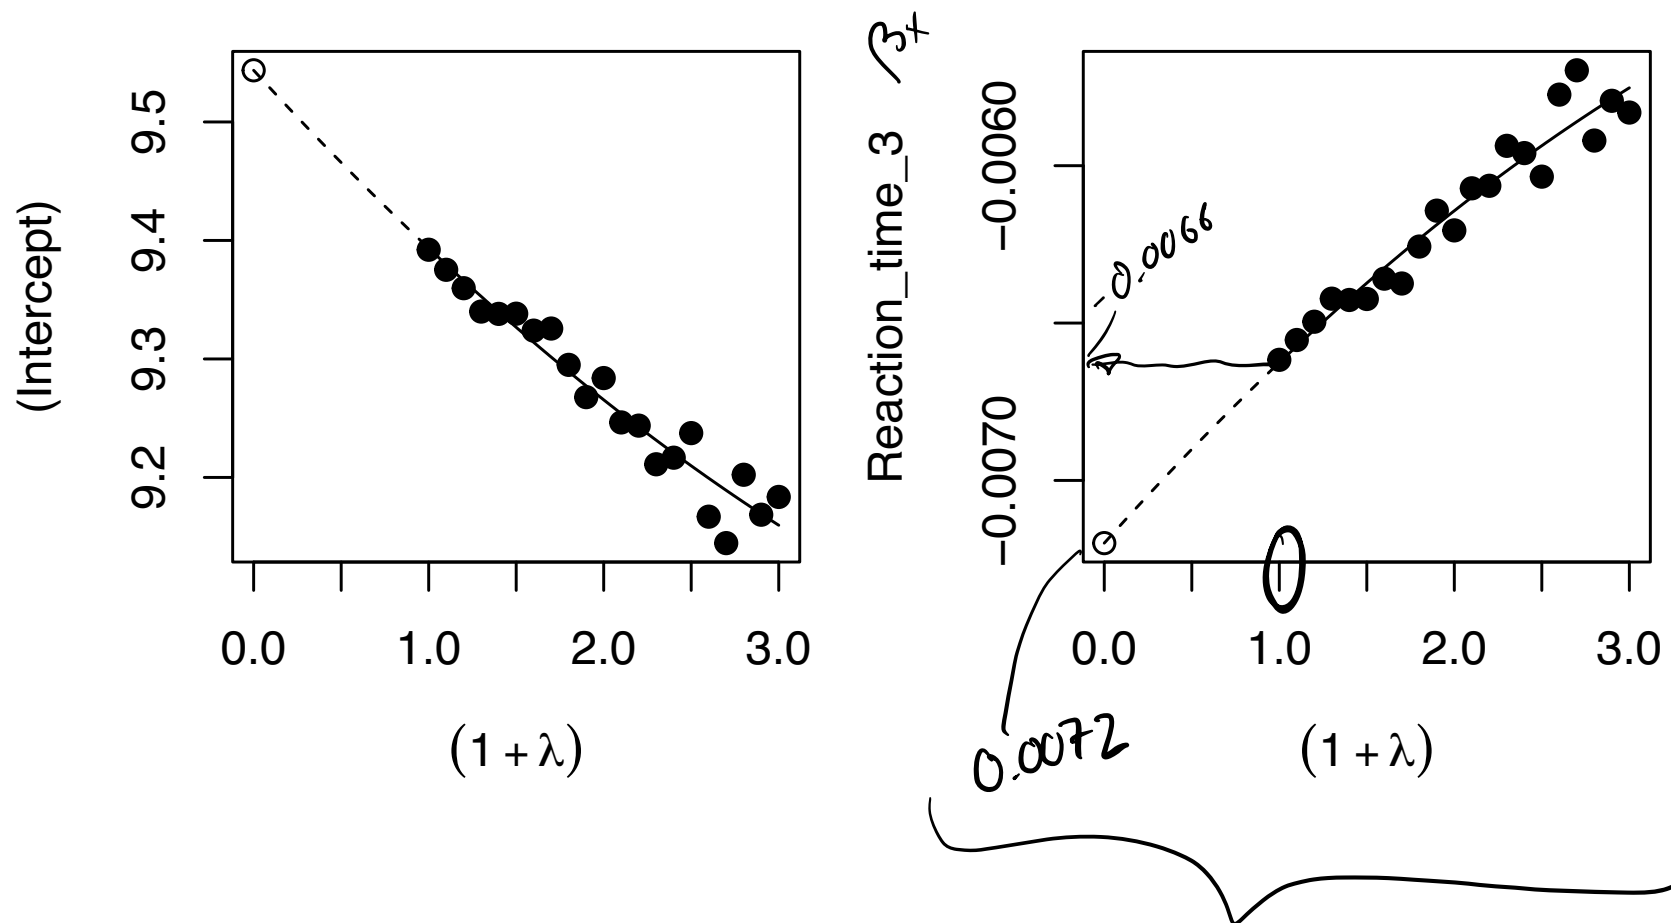 (Intercept)
9.5
9.4
9.3
9.2
0.0 1.0 2.0 3.0
(1 + λ)
βx
Reaction_time_3
−0.0060
−0.0070
-0.0066
0.0 1.0 2.0 3.0
(1 + λ)
0.0072